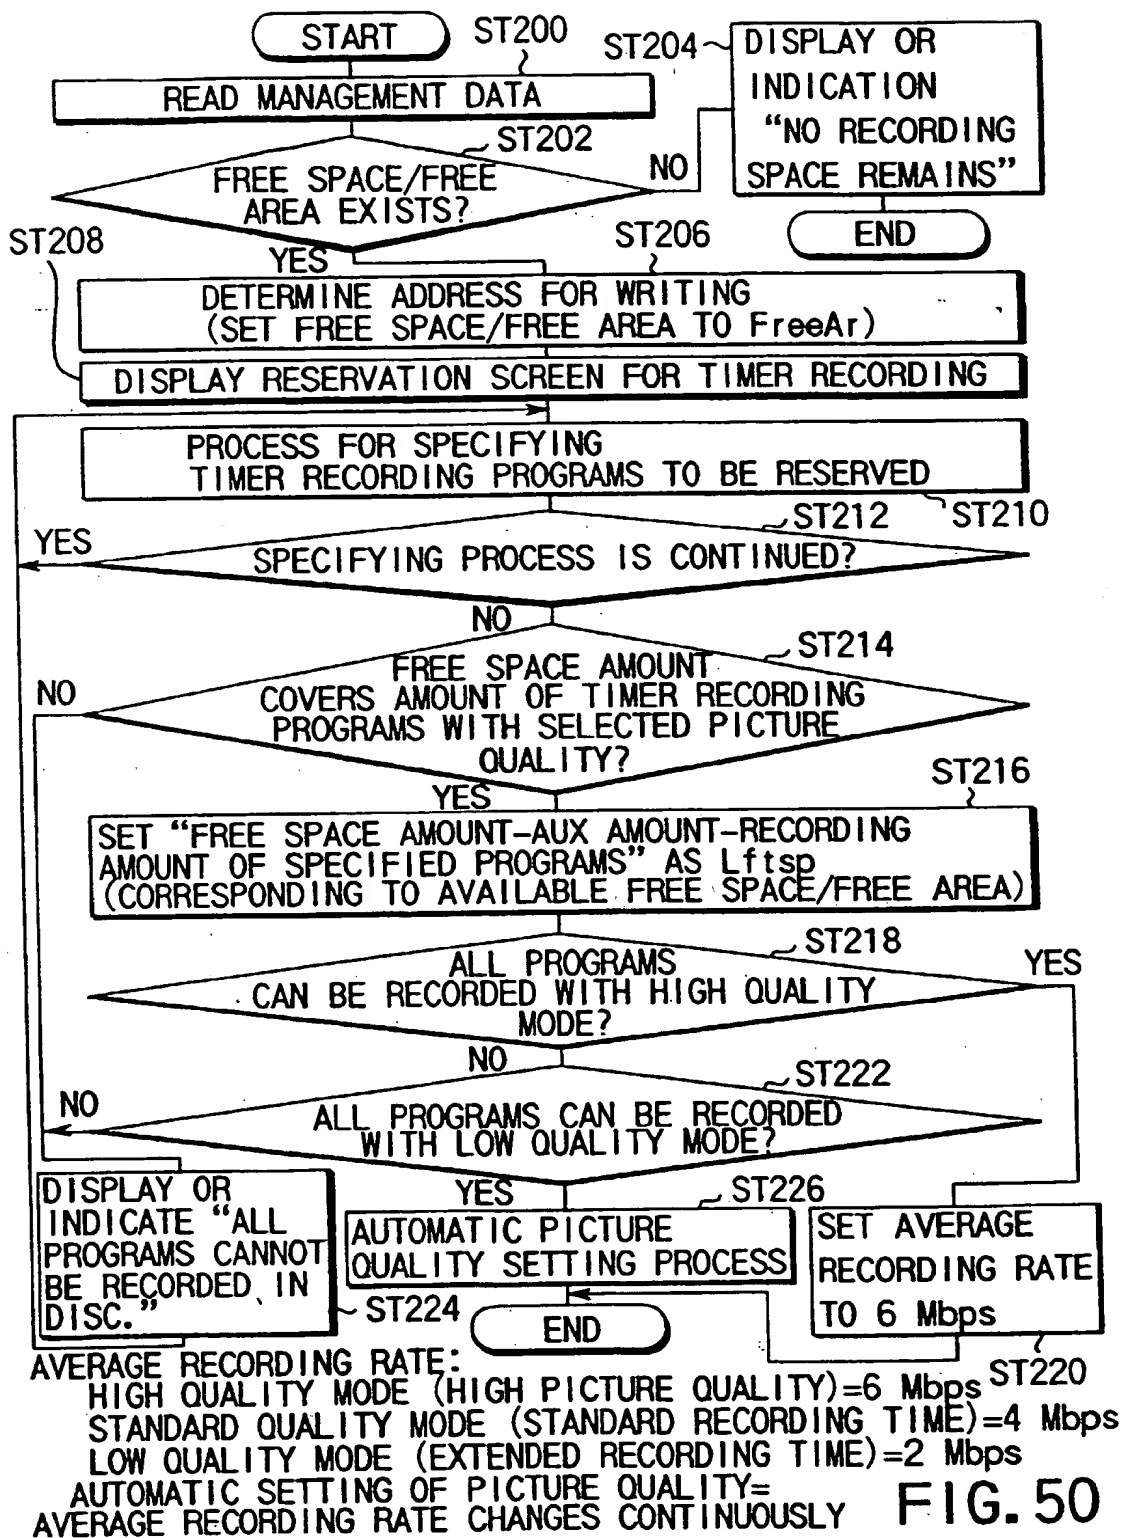 START
ST200
READ MANAGEMENT DATA
ST202
FREE SPACE/FREE
AREA EXISTS?
NO
ST204
DISPLAY OR
INDICATION
“NO RECORDING
SPACE REMAINS”
END
YES
ST206
DETERMINE ADDRESS FOR WRITING
(SET FREE SPACE/FREE AREA TO FreeAr)
ST208
DISPLAY RESERVATION SCREEN FOR TIMER RECORDING
PROCESS FOR SPECIFYING
TIMER RECORDING PROGRAMS TO BE RESERVED
ST210
ST212
YES
SPECIFYING PROCESS IS CONTINUED?
NO
ST214
NO
FREE SPACE AMOUNT
COVERS AMOUNT OF TIMER RECORDING
PROGRAMS WITH SELECTED PICTURE
QUALITY?
YES
ST216
SET “FREE SPACE AMOUNT-AUX AMOUNT-RECORDING
AMOUNT OF SPECIFIED PROGRAMS” AS Lftsp
(CORRESPONDING TO AVAILABLE FREE SPACE/FREE AREA)
ST218
YES
ALL PROGRAMS
CAN BE RECORDED WITH HIGH QUALITY
MODE?
NO
ST222
NO
ALL PROGRAMS CAN BE RECORDED
WITH LOW QUALITY MODE?
YES
DISPLAY OR
INDICATE “ALL
PROGRAMS CANNOT
BE RECORDED IN
DISC.”
ST224
ST226
AUTOMATIC PICTURE
QUALITY SETTING PROCESS
END
SET AVERAGE
RECORDING RATE
TO 6 Mbps
ST220
AVERAGE RECORDING RATE:
HIGH QUALITY MODE (HIGH PICTURE QUALITY)=6 Mbps
STANDARD QUALITY MODE (STANDARD RECORDING TIME)=4 Mbps
LOW QUALITY MODE (EXTENDED RECORDING TIME)=2 Mbps
AUTOMATIC SETTING OF PICTURE QUALITY=
AVERAGE RECORDING RATE CHANGES CONTINUOUSLY
FIG. 50